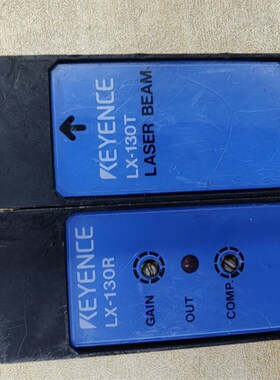 KEYENCE
LX-130T
LASER BEAM
KEYENCE
LX-130R
GAIN
OUT
COMP.